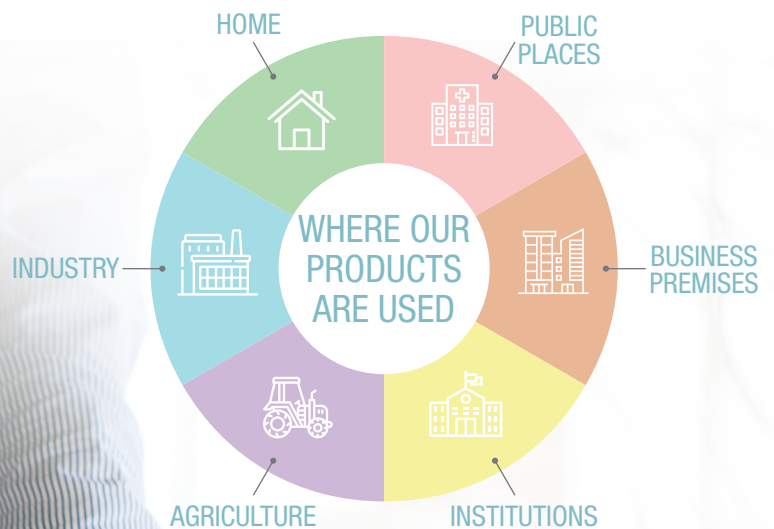 HOME
PUBLIC
PLACES
WHERE OUR
PRODUCTS
ARE USED
INDUSTRY
BUSINESS
PREMISES
AGRICULTURE
INSTITUTIONS